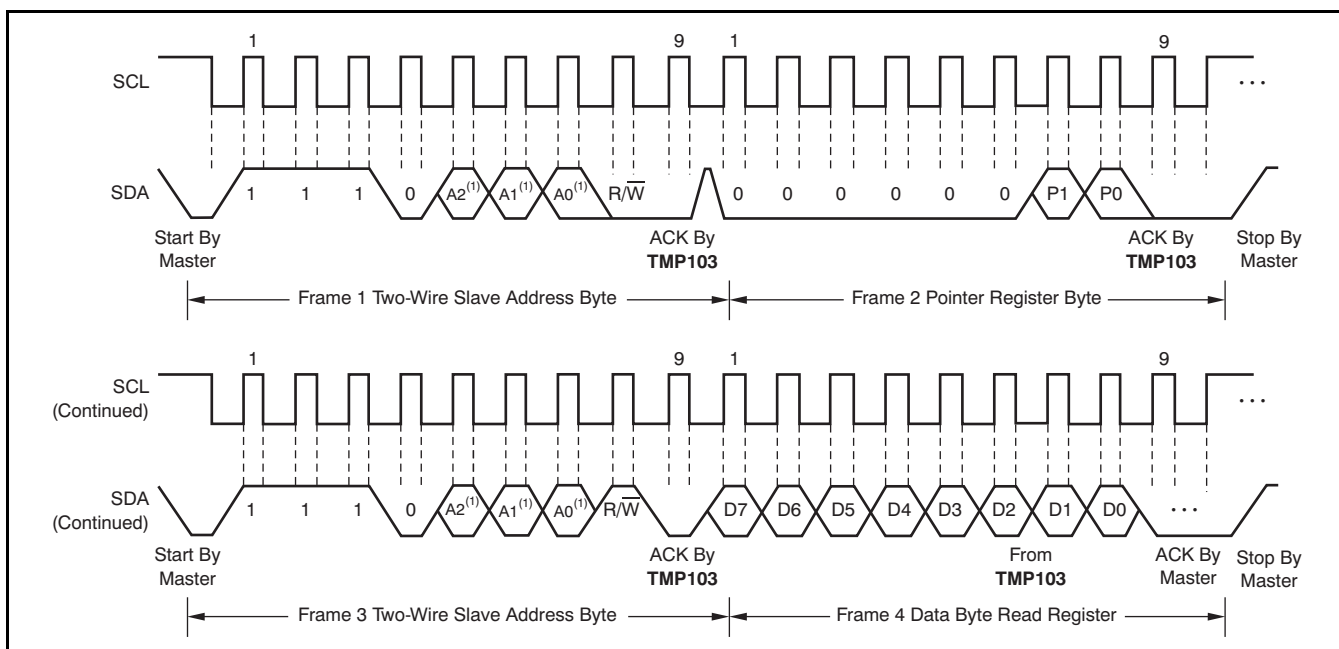 1 9 1 9
SCL ...
SDA 1 1 1 0 A2(1) A1(1) A0(1) R/W̅ 0 0 0 0 0 0 P1 P0
Start By Master ACK By TMP103 ACK By TMP103 Stop By Master
Frame 1 Two-Wire Slave Address Byte Frame 2 Pointer Register Byte
1 9 1 9
SCL (Continued) ...
SDA (Continued) 1 1 1 0 A2(1) A1(1) A0(1) R/W̅ D7 D6 D5 D4 D3 D2 D1 D0 ...
Start By Master ACK By TMP103 From TMP103 ACK By Master Stop By Master
Frame 3 Two-Wire Slave Address Byte Frame 4 Data Byte Read Register